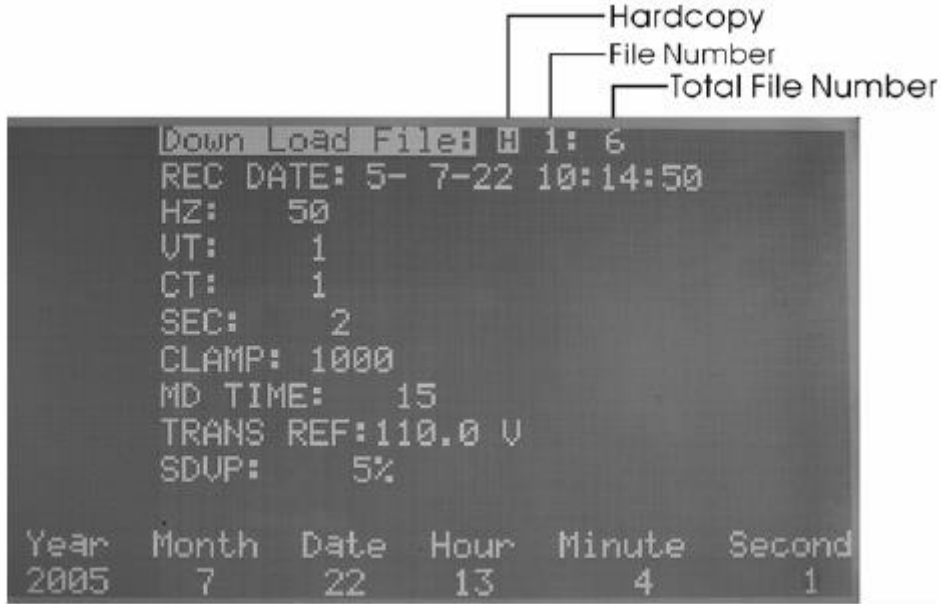 Hardcopy
File Number
Total File Number
Down Load File: H 1: 6
REC DATE: 5- 7-22 10:14:50
HZ: 50
VT: 1
CT: 1
SEC: 2
CLAMP: 1000
MD TIME: 15
TRANS REF:110.0 V
SDVP: 5%
Year Month Date Hour Minute Second
2005 7 22 13 4 1